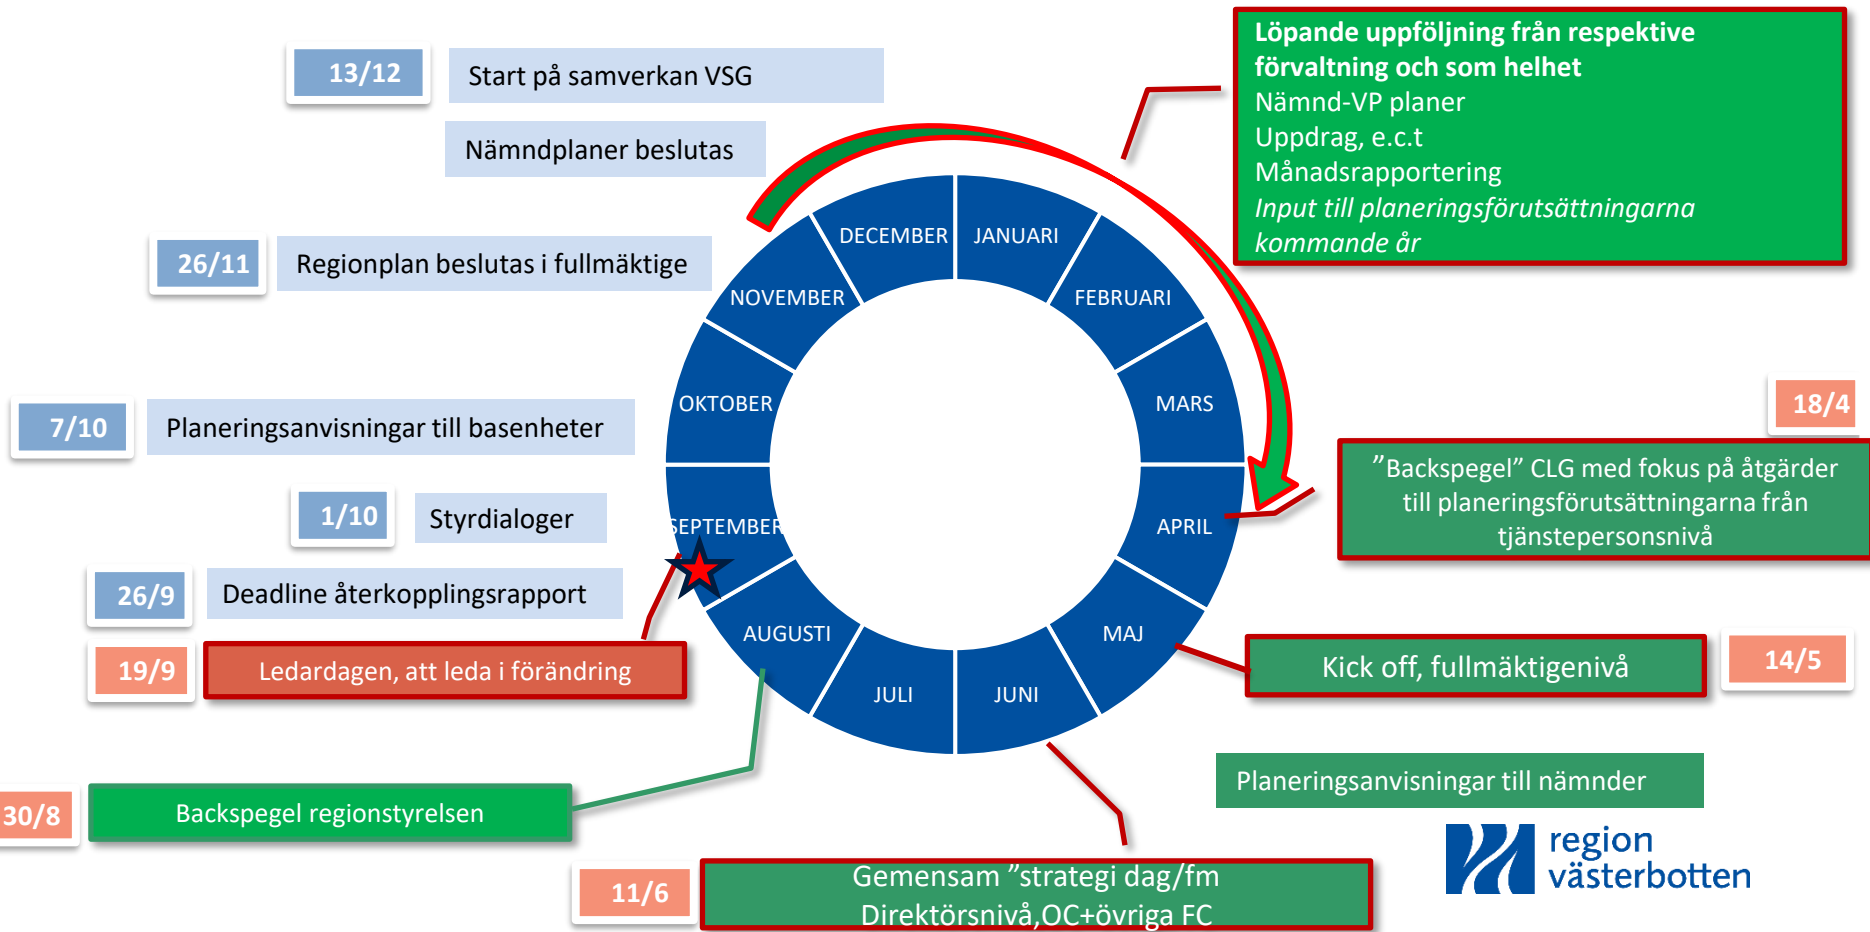 13/12
Start på samverkan VSG
Nämndplaner beslutas
26/11
Regionplan beslutas i fullmäktige
7/10
Planeringsanvisningar till basenheter
1/10
Styrdialoger
26/9
Deadline återkopplingsrapport
19/9
Ledardagen, att leda i förändring
30/8
Backspegel regionstyrelsen
11/6
Gemensam ”strategi dag/fm
Direktörsnivå,OC+övriga FC
JANUARI
FEBRUARI
MARS
APRIL
MAJ
JUNI
JULI
AUGUSTI
SEPTEMBER
OKTOBER
NOVEMBER
DECEMBER
Löpande uppföljning från respektive
förvaltning och som helhet
Nämnd-VP planer
Uppdrag, e.c.t
Månadsrapportering
Input till planeringsförutsättningarna
kommande år
18/4
”Backspegel” CLG med fokus på åtgärder
till planeringsförutsättningarna från
tjänstepersonsnivå
Kick off, fullmäktigenivå
14/5
Planeringsanvisningar till nämnder
region
västerbotten